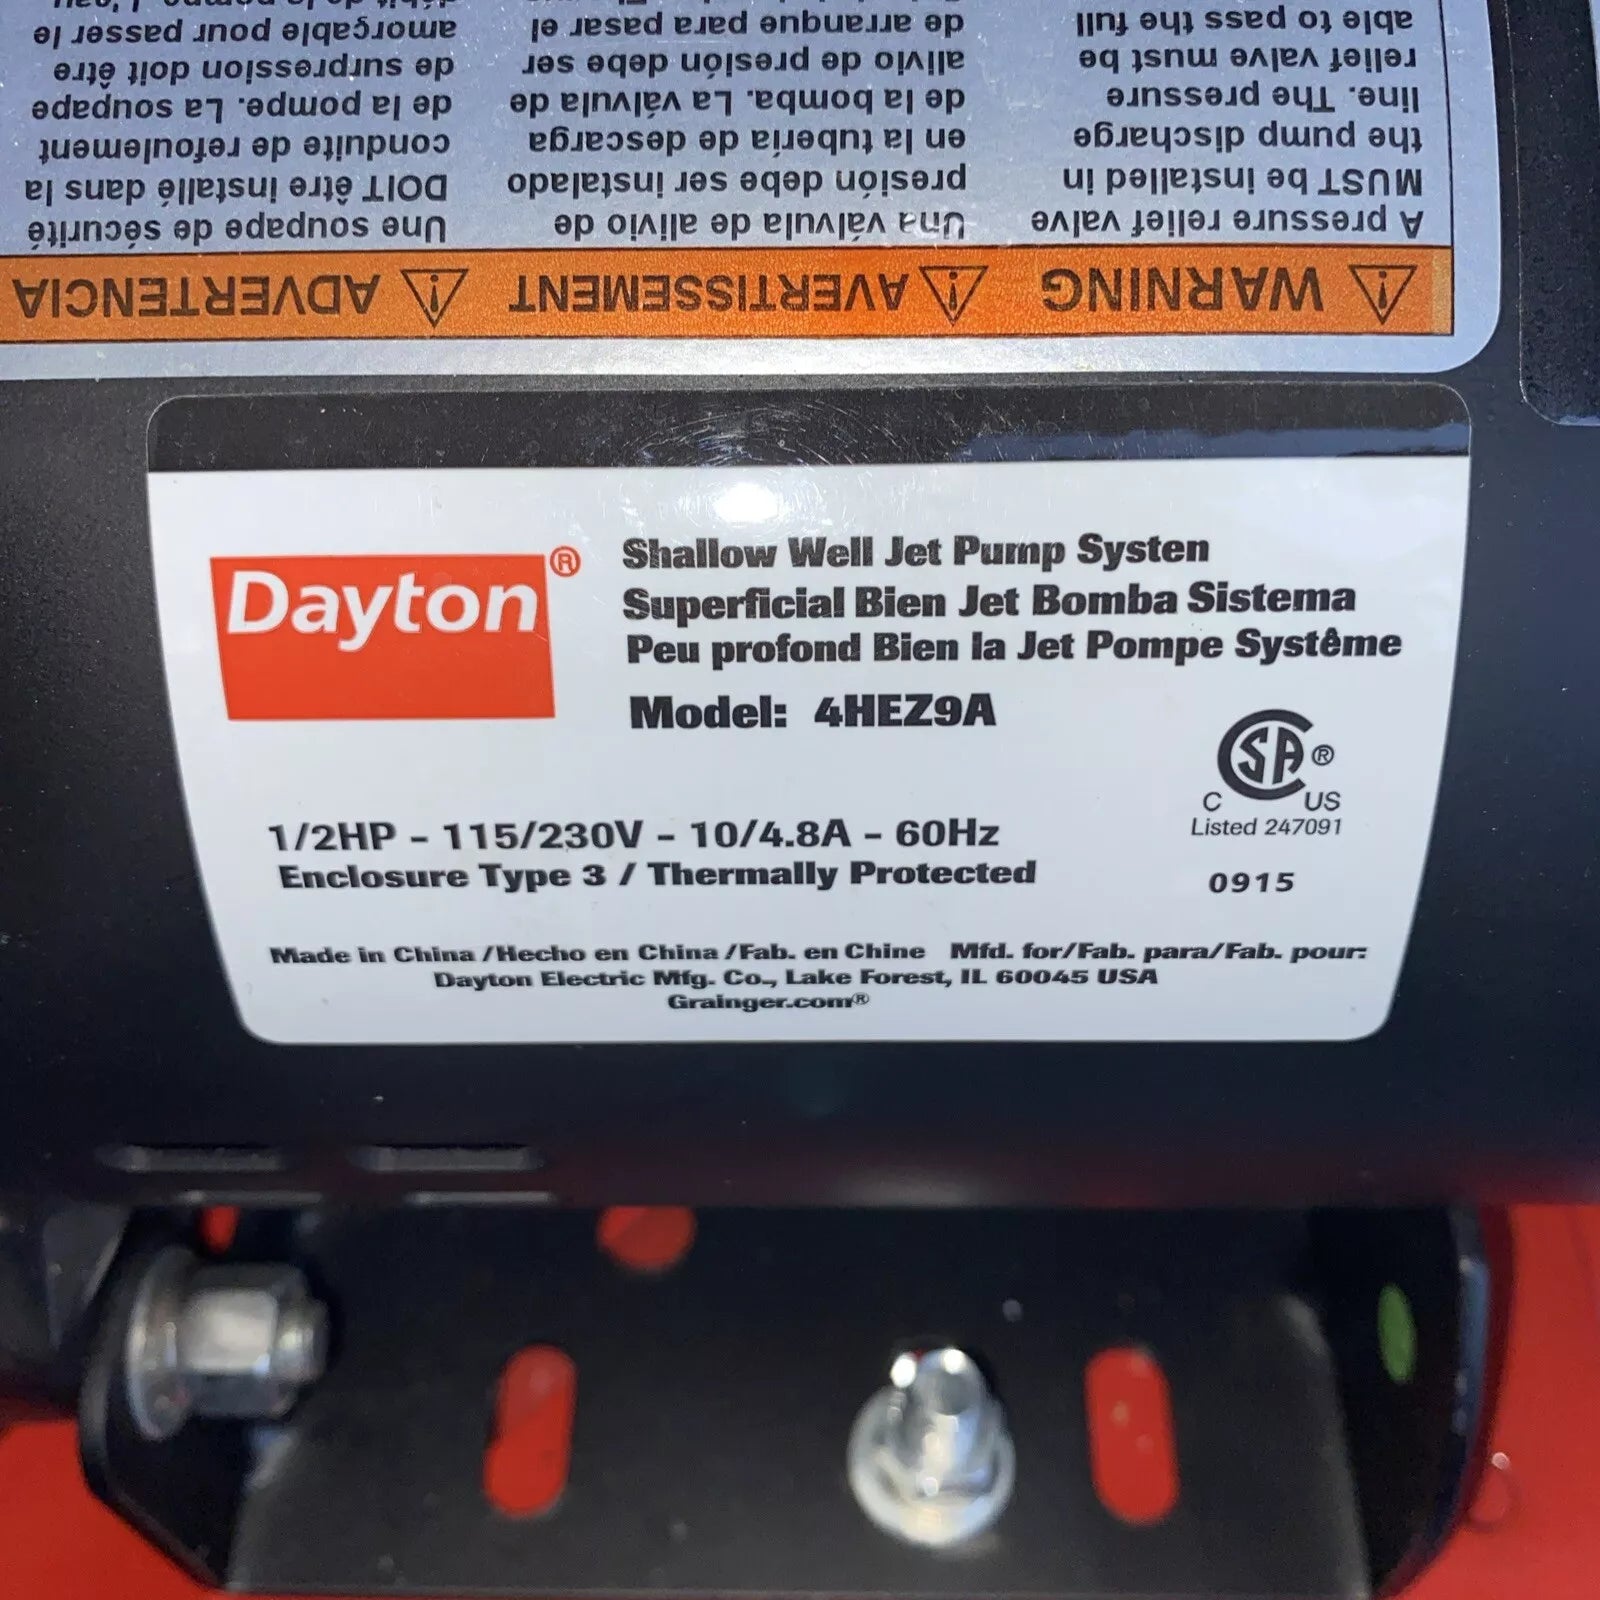 Dayton®
Shallow Well Jet Pump Systen
Superficial Bien Jet Bomba Sistema
Peu profond Bien la Jet Pompe Système
Model: 4HEZ9A
CSA®
C US
Listed 247091
1/2HP - 115/230V - 10/4.8A - 60Hz
Enclosure Type 3 / Thermally Protected
0915
Made in China /Hecho en China /Fab. en Chine Mfd. for/Fab. para/Fab. pour:
Dayton Electric Mfg. Co., Lake Forest, IL 60045 USA
Grainger.com®
WARNING
A pressure relief valve
MUST be installed in
the pump discharge
line. The pressure
relief valve must be
able to pass the full
AVERTISSEMENT
Una válvula de alivio de
presión debe ser instalado
en la tubería de descarga
de la bomba. La válvula de
alivio de presión debe ser
de arranque para pasar el
ADVERTENCIA
Une soupape de sécurité
DOIT être installé dans la
conduite de refoulement
de la pompe. La soupape
de surpression doit être
amorçable pour passer le